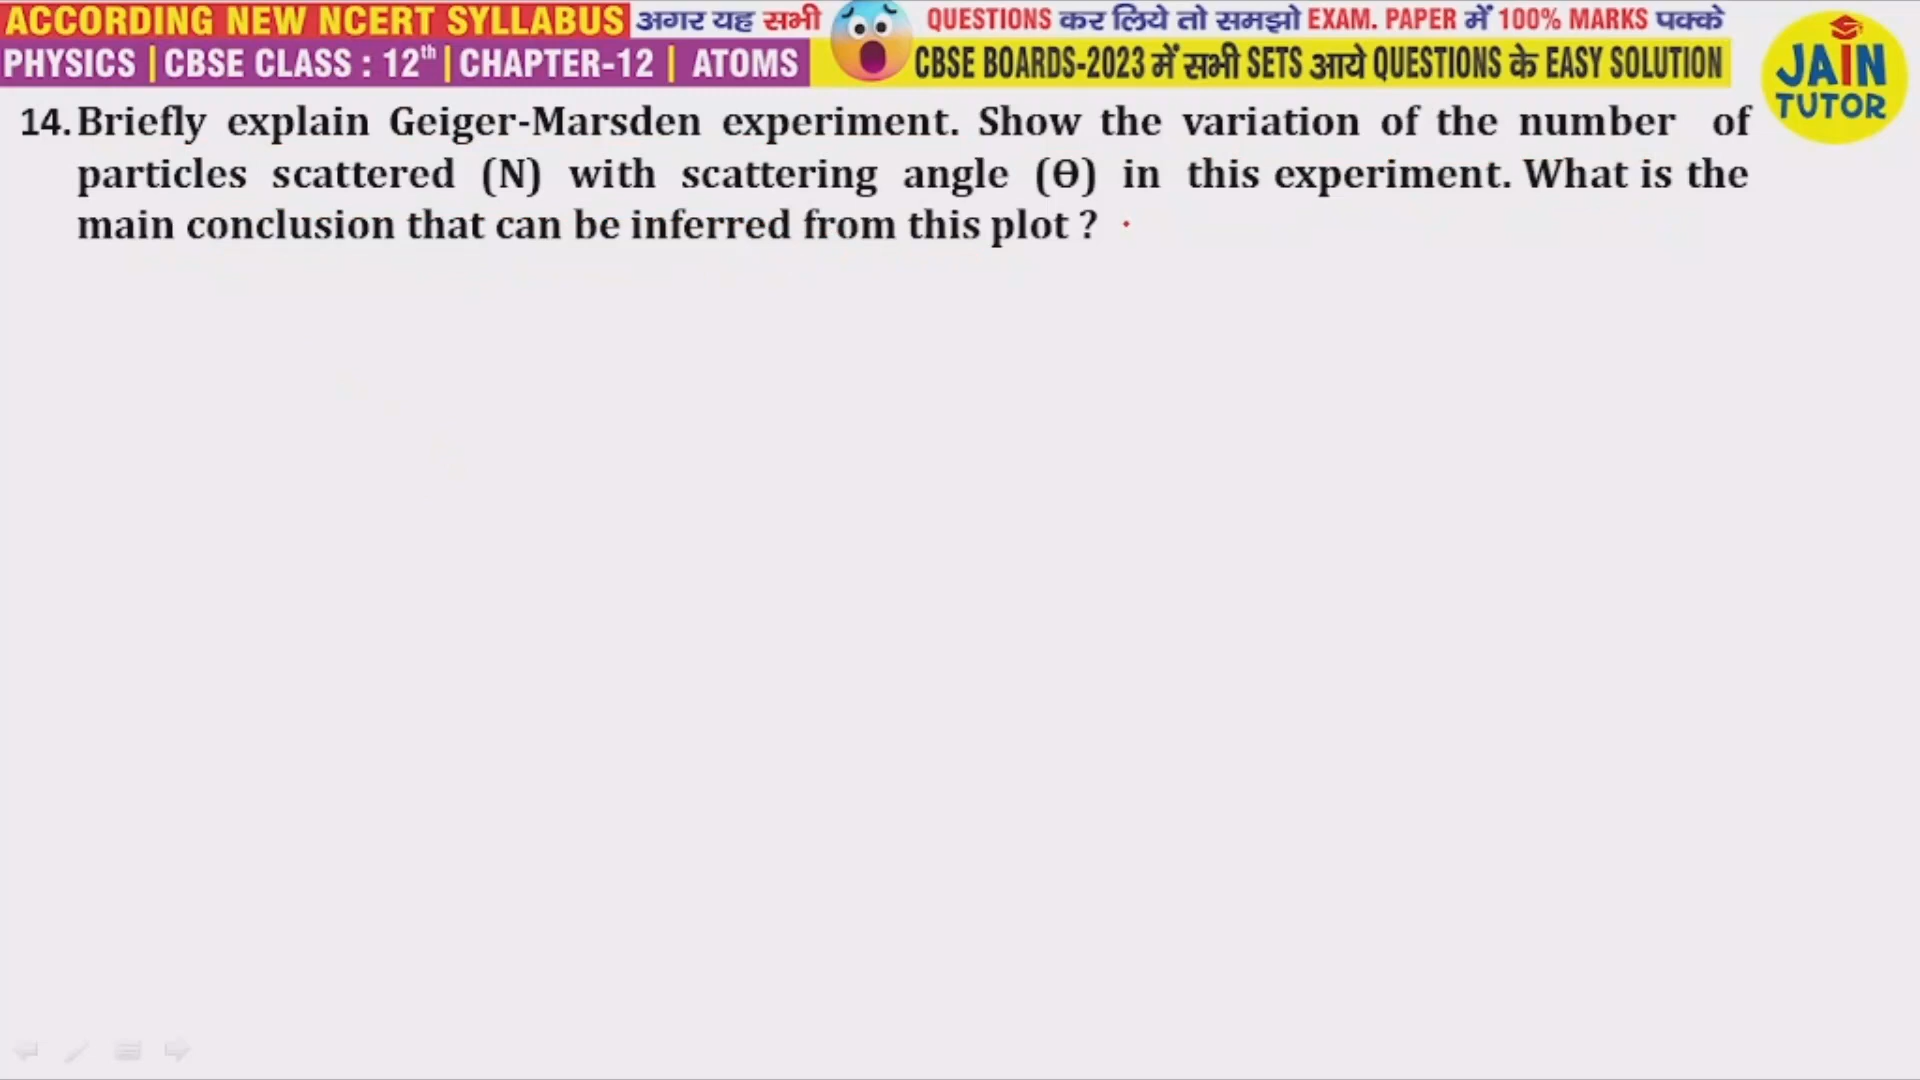 ACCORDING NEW NCERT SYLLABUS अगर यह सभी QUESTIONS कर लिये तो समझो EXAM. PAPER में 100% MARKS पक्के
PHYSICS | CBSE CLASS : 12th | CHAPTER-12 | ATOMS CBSE BOARDS-2023 में सभी SETS आये QUESTIONS के EASY SOLUTION
JAIN
TUTOR
14. Briefly explain Geiger-Marsden experiment. Show the variation of the number of
particles scattered (N) with scattering angle (Ө) in this experiment. What is the
main conclusion that can be inferred from this plot ?